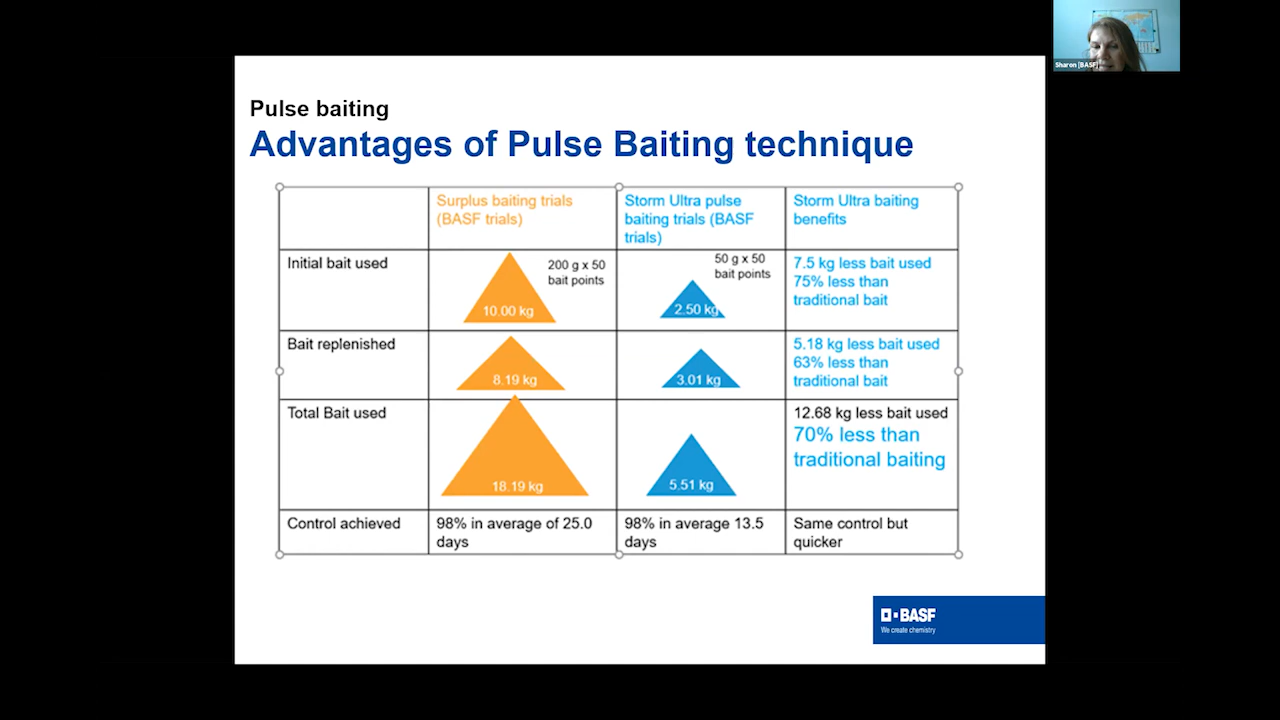 Sharon [BASF]
Pulse baiting
Advantages of Pulse Baiting technique
Surplus baiting trials
(BASF trials)
Storm Ultra pulse
baiting trials (BASF
trials)
Storm Ultra baiting
benefits
Initial bait used
200 g x 50
bait points
10.00 kg
50 g x 50
bait points
2.50 kg
7.5 kg less bait used
75% less than
traditional bait
Bait replenished
8.19 kg
3.01 kg
5.18 kg less bait used
63% less than
traditional bait
Total Bait used
18.19 kg
5.51 kg
12.68 kg less bait used
70% less than
traditional baiting
Control achieved
98% in average of 25.0
days
98% in average 13.5
days
Same control but
quicker
BASF
We create chemistry